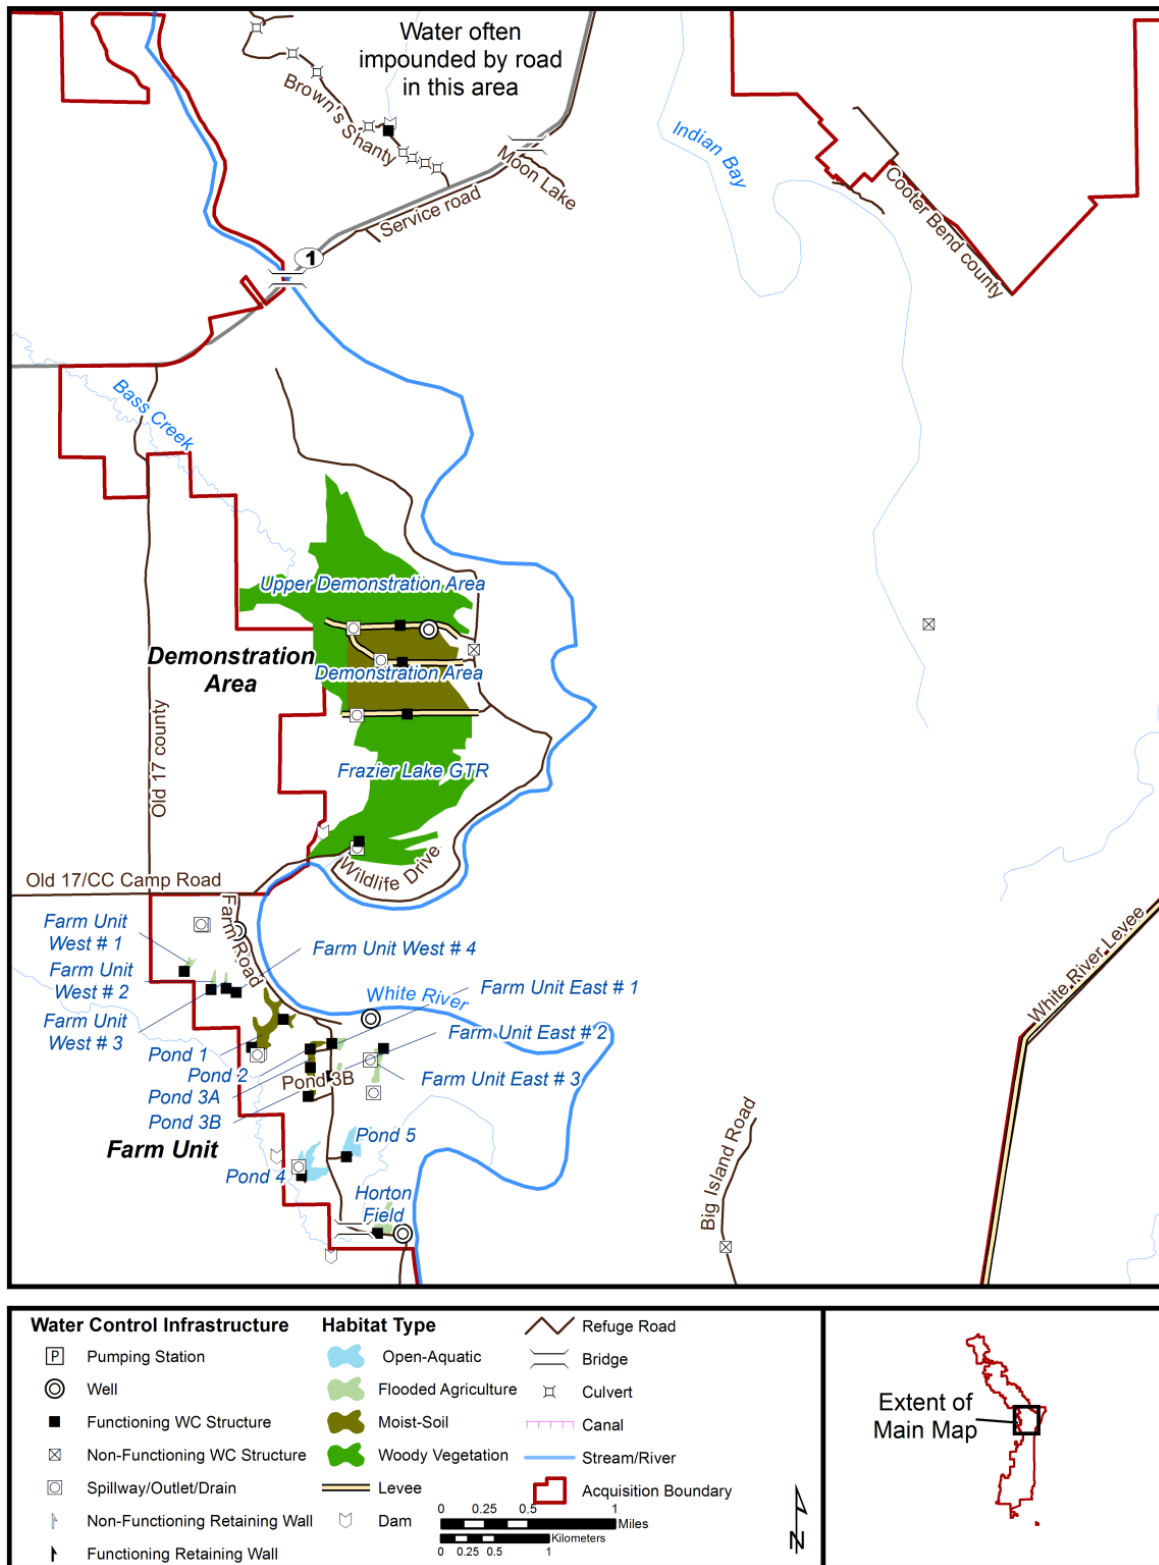 Water often
impounded by road
in this area
Brown's Shanty
Moon Lake
Service road
1
Indian Bay
Cooter Bend county
Bass Creek
Upper Demonstration Area
Demonstration
Area
Demonstration Area
Old 17 county
Frazier Lake GTR
Wildlife Drive
Old 17/CC Camp Road
Farm Road
Farm Unit
West # 1
Farm Unit West # 4
Farm Unit
West # 2
Farm Unit East # 1
White River
Farm Unit
West # 3
Farm Unit East # 2
Pond 1
Pond 2
Pond 3B
Farm Unit East # 3
Pond 3A
Pond 3B
Farm Unit
Pond 5
Pond 4
Horton
Field
White River Levee
Big Island Road
Water Control Infrastructure
P
Pumping Station
Well
Functioning WC Structure
Non-Functioning WC Structure
Spillway/Outlet/Drain
Non-Functioning Retaining Wall
Functioning Retaining Wall
Habitat Type
Open-Aquatic
Flooded Agriculture
Moist-Soil
Woody Vegetation
Levee
Dam
Refuge Road
Bridge
Culvert
Canal
Stream/River
Acquisition Boundary
0 0.25 0.5 1
Miles
Kilometers
0 0.25 0.5 1
N
Extent of
Main Map